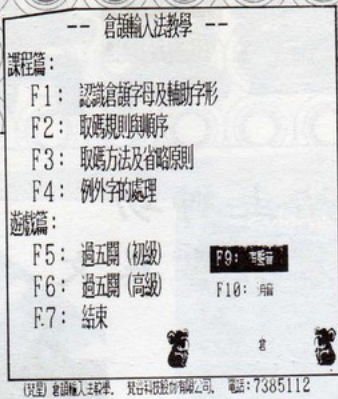 -- 倉頡輸入法教學 --
課程篇：
F1： 認識倉頡字母及輔助字形
F2： 取碼規則與順序
F3： 取碼方法及省略原則
F4： 例外字的處理
遊戲篇：
F5： 過五關 (初級)
F6： 過五關 (高級)
F7： 結束
F9：
F10： 消音
倉
倉頡輸入法教學， 科技股份有限公司， 電話：7385112